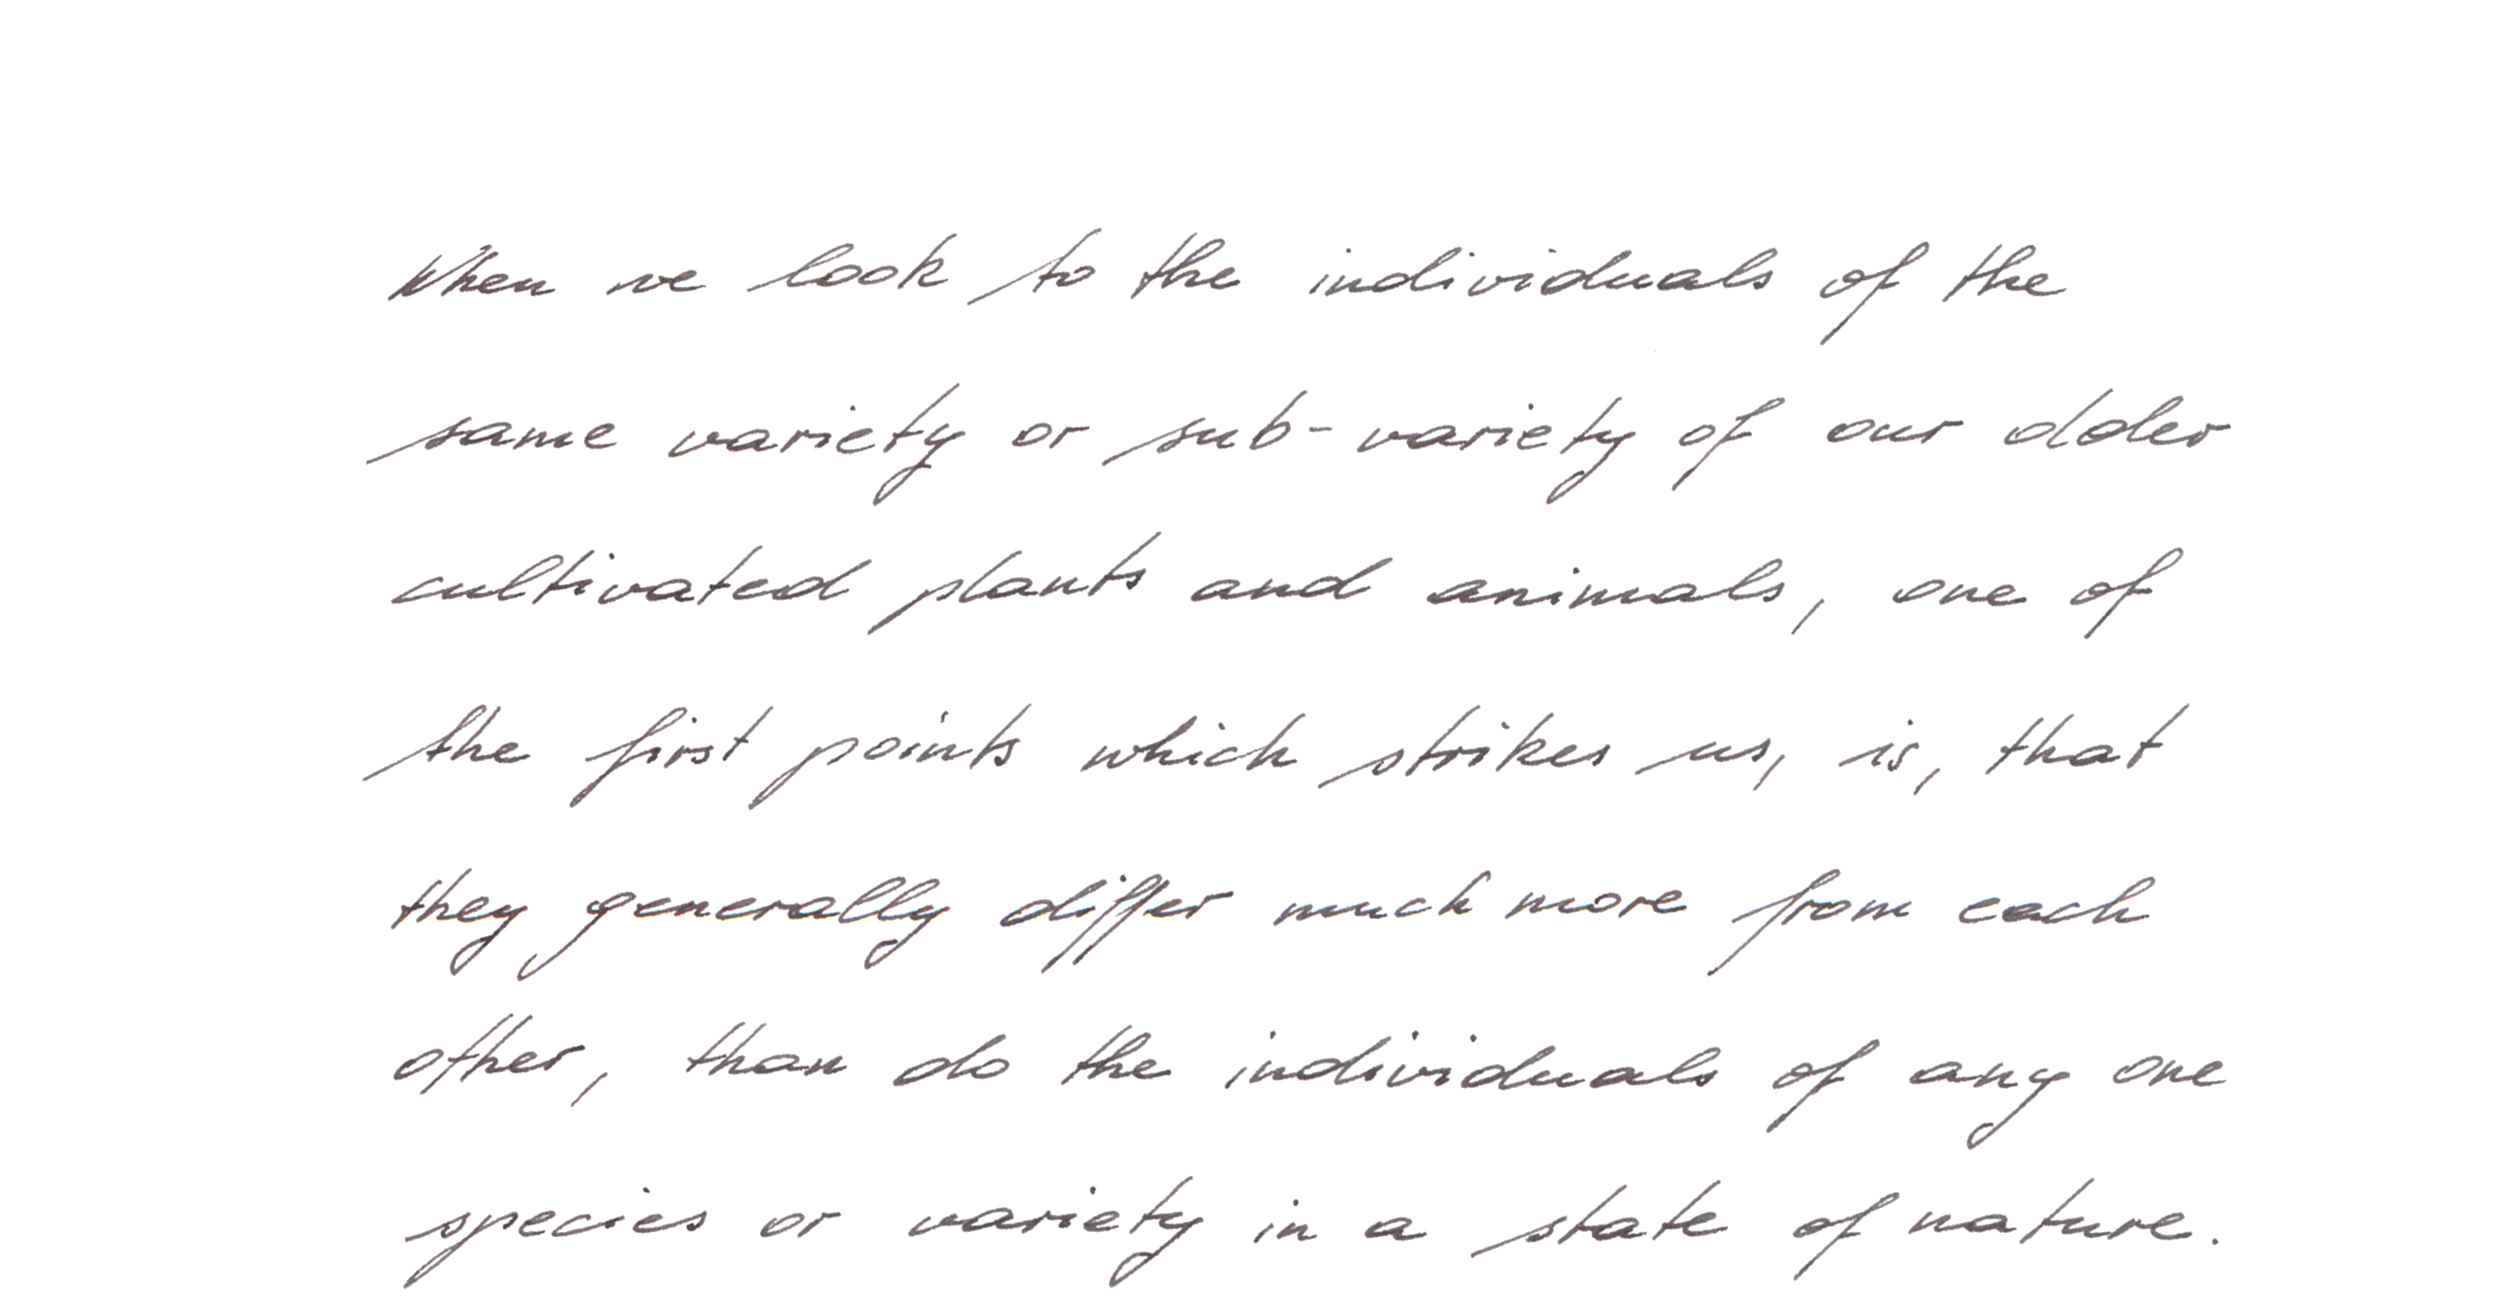 When we look to the individuals of the
same variety or sub-variety of our older
cultivated plants and animals, one of
the first points which strikes us, is, that
they generally differ much more from each
other, than do the individuals of any one
species or variety in a state of nature.